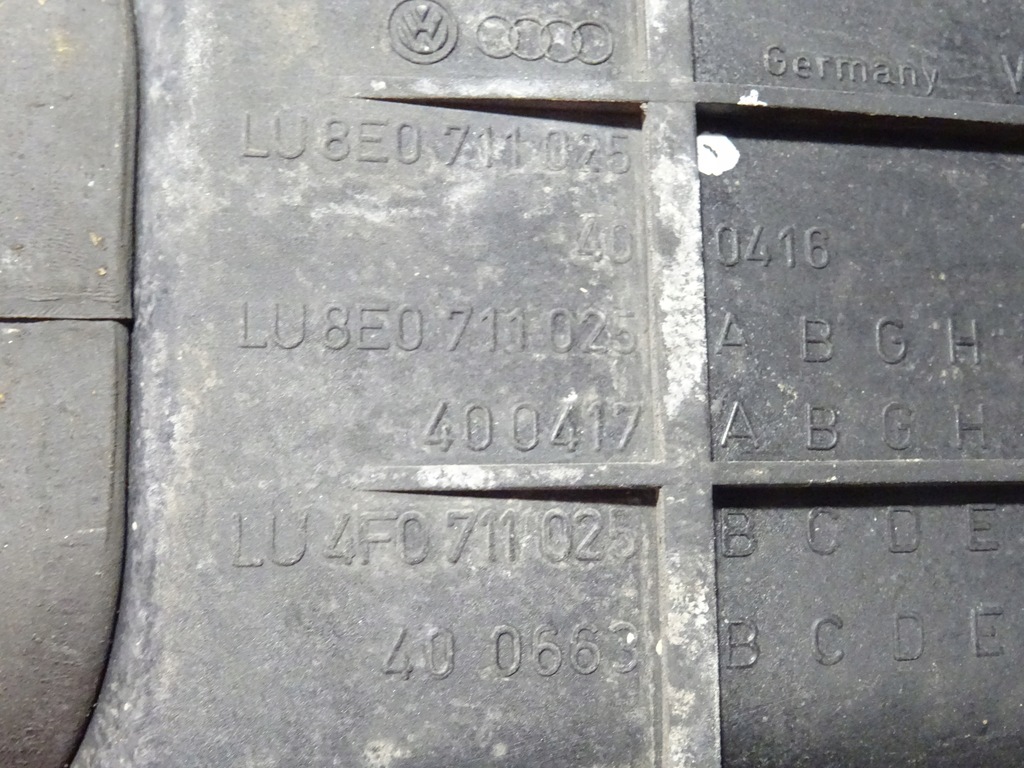 Germany
LU 8E0 711 025
40 0416
LU 8E0 711 025 A B G H
40 0417 A B G H
LU 4F0 711 025 B C D E
40 0663 B C D E